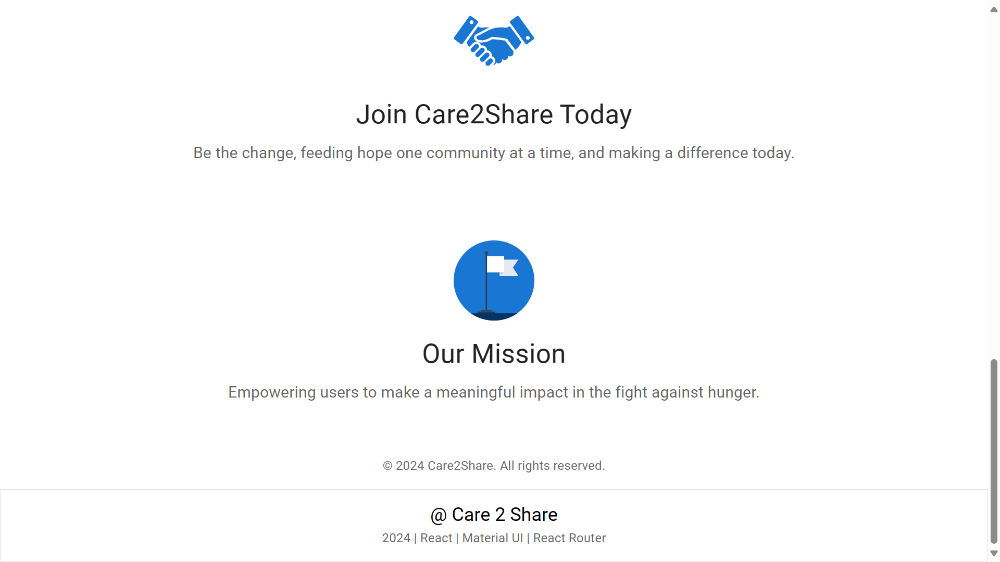 Join Care2Share Today
Be the change, feeding hope one community at a time, and making a difference today.
Our Mission
Empowering users to make a meaningful impact in the fight against hunger.
© 2024 Care2Share. All rights reserved.
@ Care 2 Share
2024 | React | Material UI | React Router